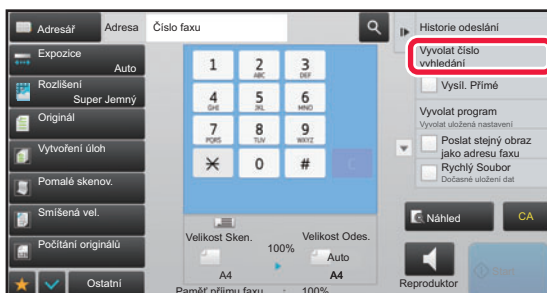 Adresář
Adresa
Číslo faxu
Historie odeslání
Expozice
Auto
Rozlišení
Super Jemný
Originál
Vytvoření úloh
Pomalé skenov.
Smíšená vel.
Počítání originálů
Ostatní
1
2
ABC
3
DEF
4
GHI
5
JKL
6
MNO
7
PQRS
8
TUV
9
WXYZ
0
#
C
Velikost Sken.
100%
Velikost Odes.
Auto
A4
A4
Paměť příjmu faxu : 100%
Vyvolat číslo
vyhledání
Vysíl. Přímé
Vyvolat program
Vyvolat uložená nastavení
Poslat stejný obraz
jako adresu faxu
Rychlý Soubor
Dočasné uložení dat
Náhled
CA
Reproduktor
Start